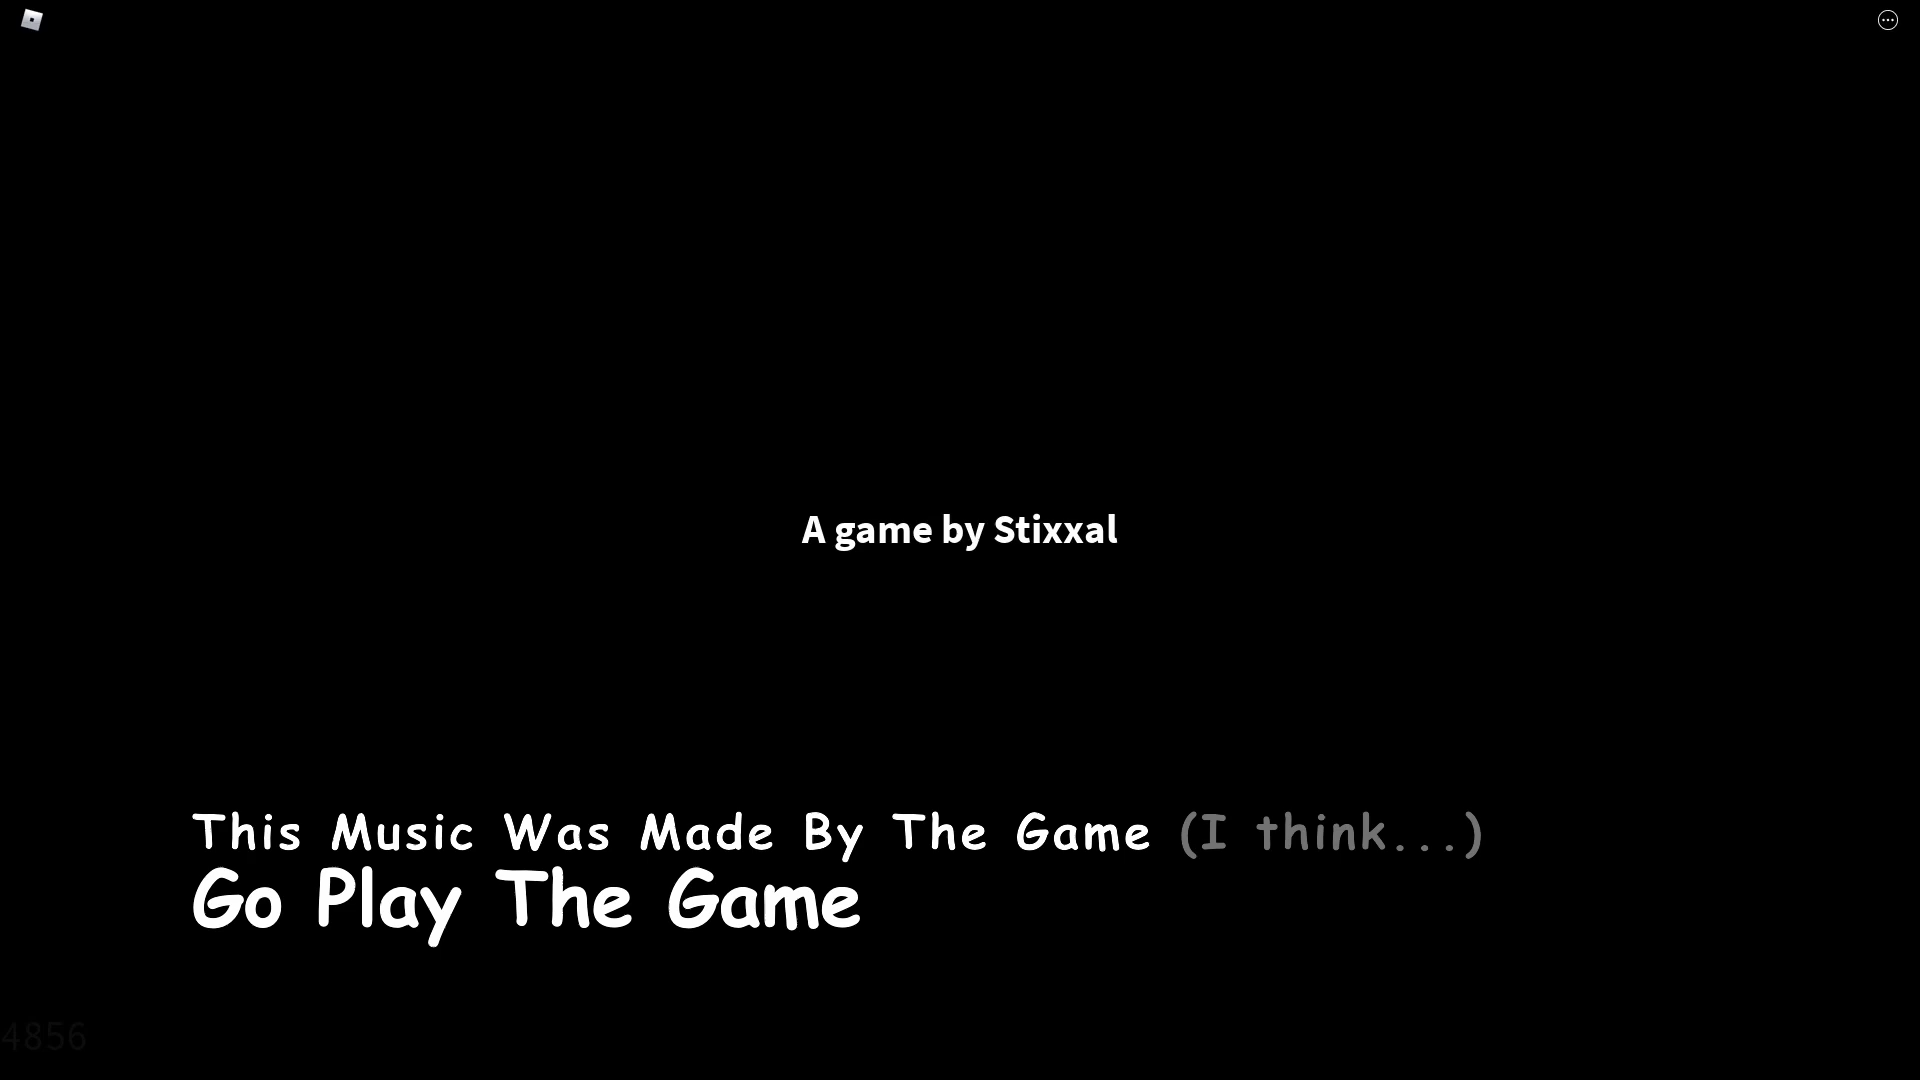 A game by Stixxal
This Music Was Made By The Game (I think...)
Go Play The Game
4856